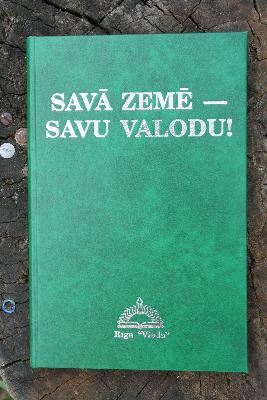 SAVĀ ZEMĒ —
SAVU VALODU!
Rīga "Vieda"